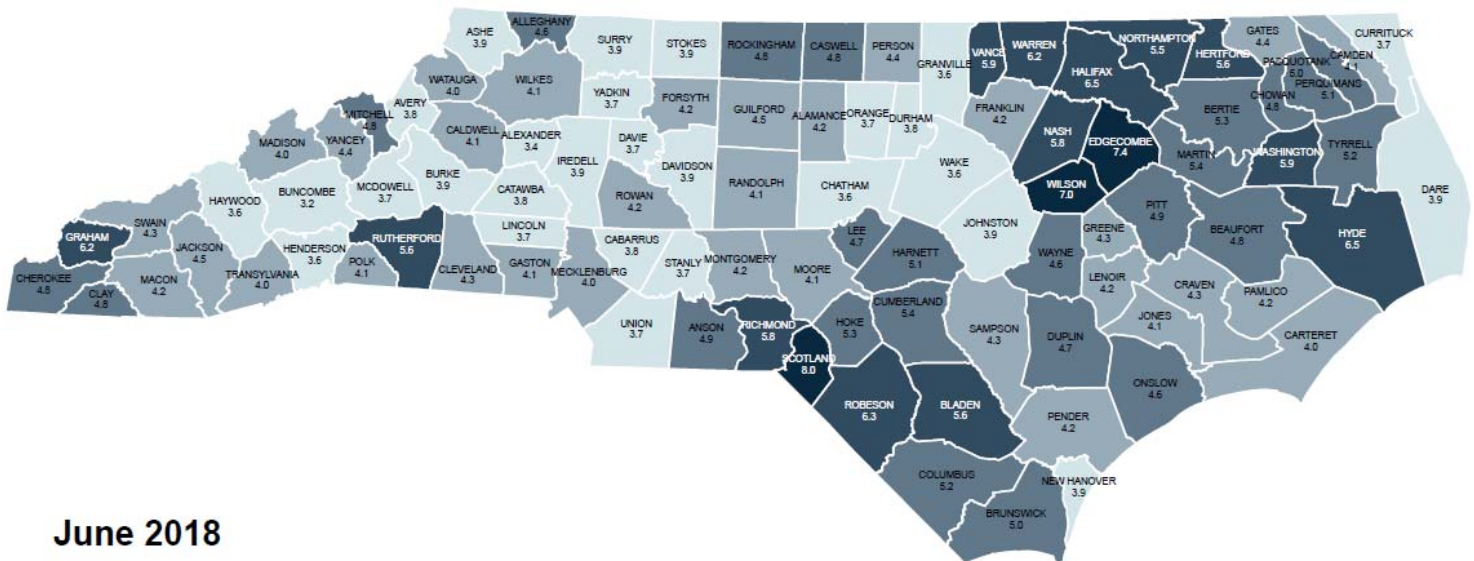 ALLEGHANY
4.6
ASHE
3.9
SURRY
3.9
STOKES
3.9
ROCKINGHAM
4.8
CASWELL
4.8
PERSON
4.4
GRANVILLE
3.6
VANCE
5.9
WARREN
6.2
NORTHAMPTON
5.5
HERTFORD
5.6
GATES
4.4
CURRITUCK
3.7
CAMDEN
4.1
PASQUOTANK
5.0
PERQUIMANS
5.1
CHOWAN
4.8
HALIFAX
6.5
BERTIE
5.3
WATAUGA
4.0
WILKES
4.1
YADKIN
3.7
FORSYTH
4.2
GUILFORD
4.5
ALAMANCE
4.2
ORANGE
3.7
DURHAM
3.8
FRANKLIN
4.2
NASH
5.8
EDGECOMBE
7.4
MARTIN
5.4
WASHINGTON
5.9
TYRRELL
5.2
DARE
3.9
MITCHELL
4.8
AVERY
3.8
CALDWELL
4.1
ALEXANDER
3.4
DAVIE
3.7
IREDELL
3.9
DAVIDSON
3.9
RANDOLPH
4.1
CHATHAM
3.6
WAKE
3.6
WILSON
7.0
MADISON
4.0
YANCEY
4.4
BURKE
3.9
MCDOWELL
3.7
CATAWBA
3.8
ROWAN
4.2
BUNCOMBE
3.2
HAYWOOD
3.6
SWAIN
4.3
GRAHAM
6.2
JACKSON
4.5
HENDERSON
3.6
RUTHERFORD
5.6
LINCOLN
3.7
CABARRUS
3.8
STANLY
3.7
MONTGOMERY
4.2
MOORE
4.1
LEE
4.7
HARNETT
5.1
JOHNSTON
3.9
WAYNE
4.6
GREENE
4.3
PITT
4.9
BEAUFORT
4.8
HYDE
6.5
CHEROKEE
4.8
CLAY
4.8
MACON
4.2
TRANSYLVANIA
4.0
POLK
4.1
CLEVELAND
4.3
GASTON
4.1
MECKLENBURG
4.0
LENOIR
4.2
CRAVEN
4.3
PAMLICO
4.2
JONES
4.1
CARTERET
4.0
UNION
3.7
ANSON
4.9
RICHMOND
5.8
SCOTLAND
8.0
HOKE
5.3
CUMBERLAND
5.4
SAMPSON
4.3
DUPLIN
4.7
ONSLOW
4.6
ROBESON
6.3
BLADEN
5.6
PENDER
4.2
COLUMBUS
5.2
NEW HANOVER
3.9
BRUNSWICK
5.0
June 2018